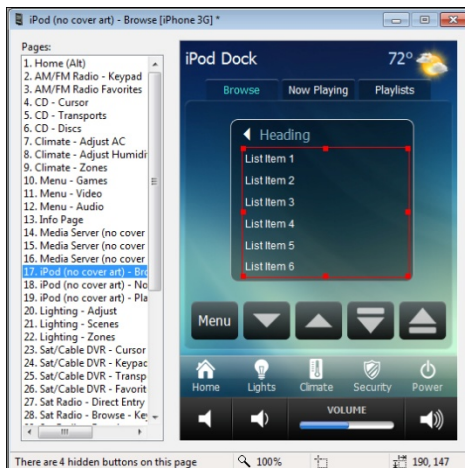 iPod (no cover art) - Browse [iPhone 3G] *
Pages:
1. Home (Alt)
2. AM/FM Radio - Keypad
3. AM/FM Radio Favorites
4. CD - Cursor
5. CD - Transports
6. CD - Discs
7. Climate - Adjust AC
8. Climate - Adjust Humidi
9. Climate - Zones
10. Menu - Games
11. Menu - Video
12. Menu - Audio
13. Info Page
14. Media Server (no cover
15. Media Server (no cover
16. Media Server (no cover
17. iPod (no cover art) - Bro
18. iPod (no cover art) - No
19. iPod (no cover art) - Pla
20. Lighting - Adjust
21. Lighting - Scenes
22. Lighting - Zones
23. Sat/Cable DVR - Cursor
24. Sat/Cable DVR - Keypac
25. Sat/Cable DVR - Transp
26. Sat/Cable DVR - Favorit
27. Sat Radio - Direct Entry
28. Sat Radio - Browse - Ke
iPod Dock 72°
Browse Now Playing Playlists
Heading
List Item 1
List Item 2
List Item 3
List Item 4
List Item 5
List Item 6
Menu
Home Lights Climate Security Power
VOLUME
There are 4 hidden buttons on this page 100% 190, 147